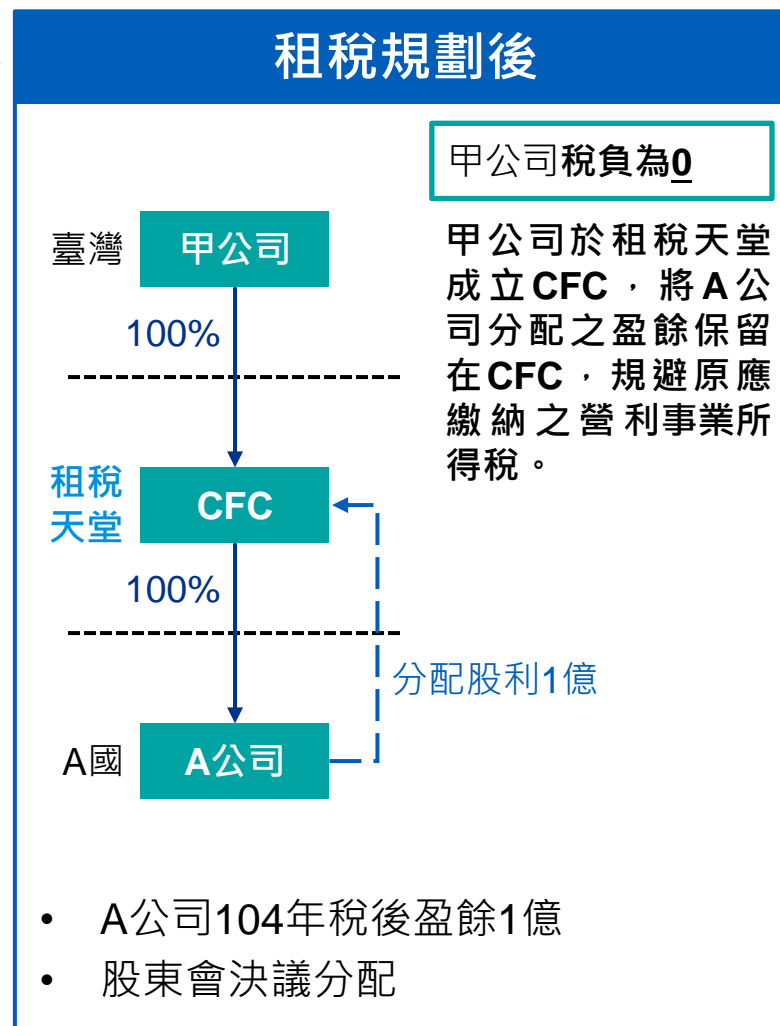 租稅規劃後
甲公司稅負為0
臺灣
甲公司
甲公司於租稅天堂
成立CFC,將A公
司分配之盈餘保留
在CFC,規避原應
繳納之營利事業所
得稅。
100%
租稅
天堂
CFC
100%
分配股利1億
A國
A公司
• A公司104年稅後盈餘1億
• 股東會決議分配